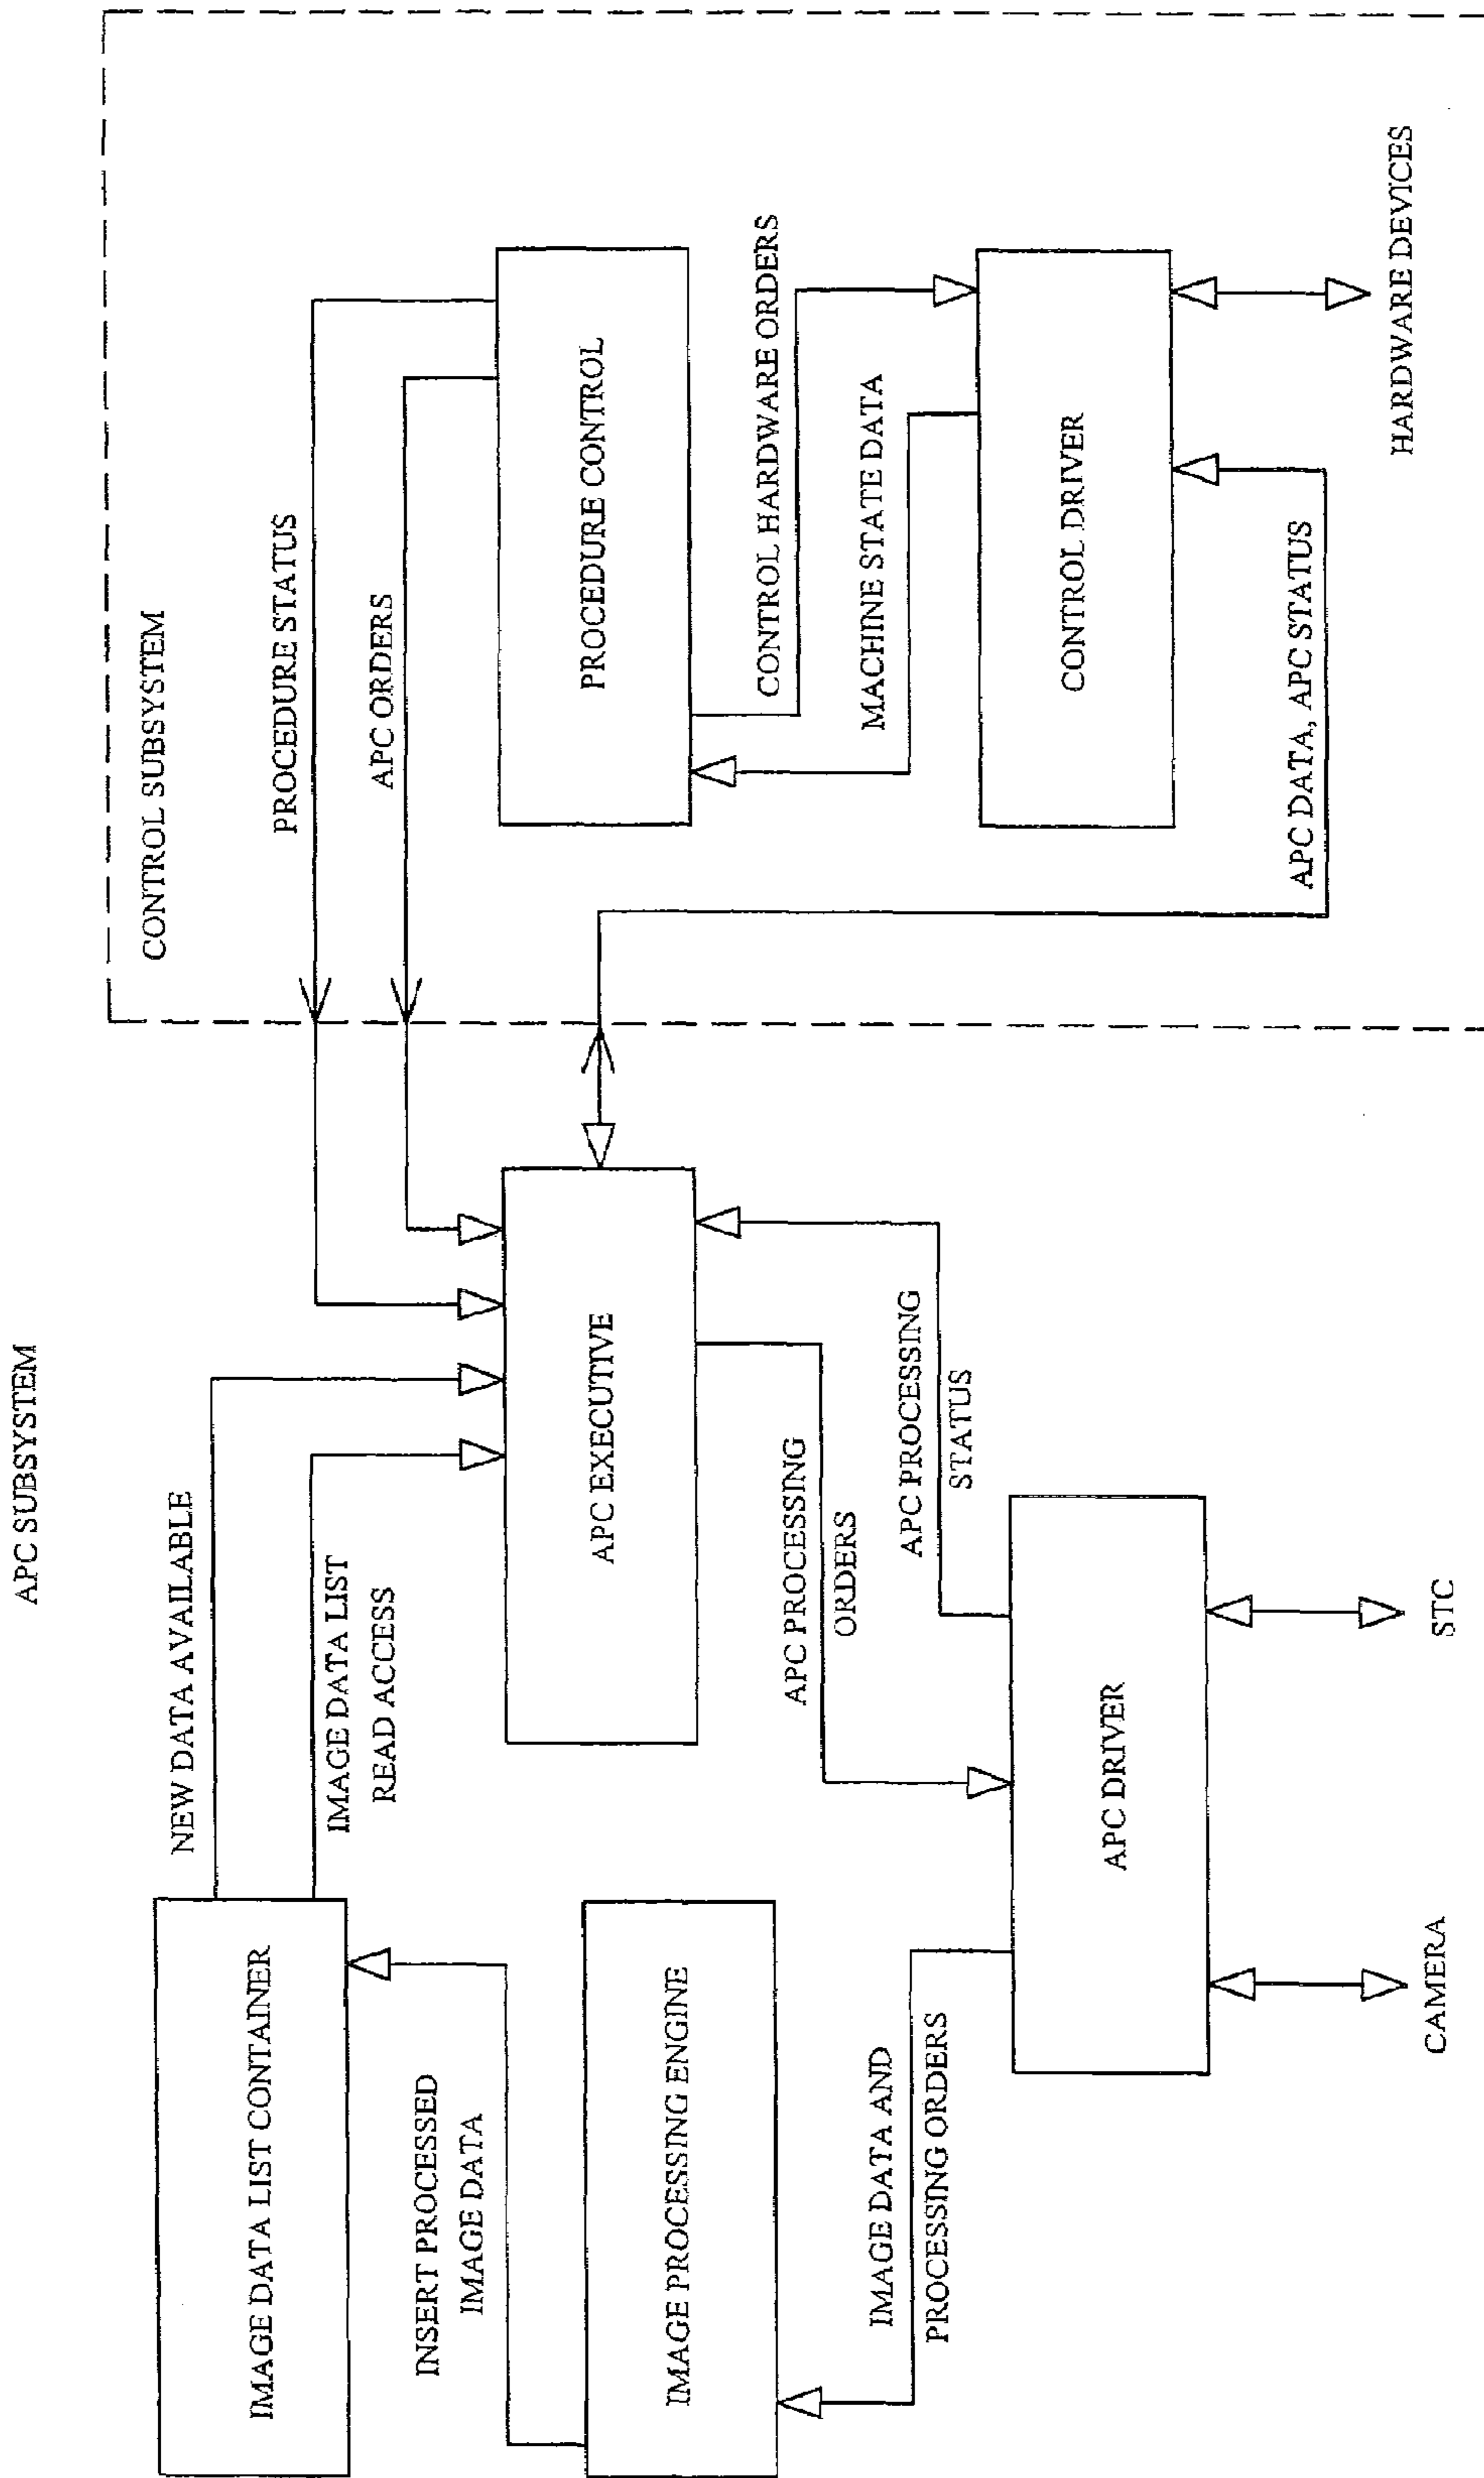 APC SUBSYSTEM
CONTROL SUBSYSTEM
NEW DATA AVAILABLE
PROCEDURE STATUS
IMAGE DATA LIST CONTAINER
IMAGE DATA LIST
READ ACCESS
APC ORDERS
INSERT PROCESSED
IMAGE DATA
APC EXECUTIVE
PROCEDURE CONTROL
IMAGE PROCESSING ENGINE
APC PROCESSING
ORDERS
CONTROL HARDWARE ORDERS
APC PROCESSING
STATUS
MACHINE STATE DATA
IMAGE DATA AND
PROCESSING ORDERS
APC DRIVER
CONTROL DRIVER
APC DATA, APC STATUS
CAMERA
STC
HARDWARE DEVICES